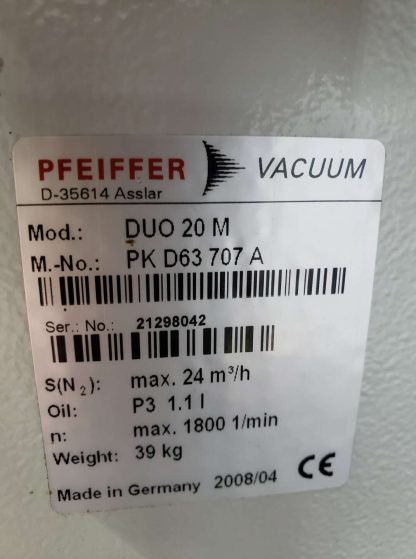 PFEIFFER VACUUM
D-35614 Asslar
Mod.: DUO 20 M
M.-No.: PK D63 707 A
Ser.: No.: 21298042
S(N₂): max. 24 m³/h
Oil: P3 1.1 l
n: max. 1800 1/min
Weight: 39 kg
Made in Germany 2008/04 CE